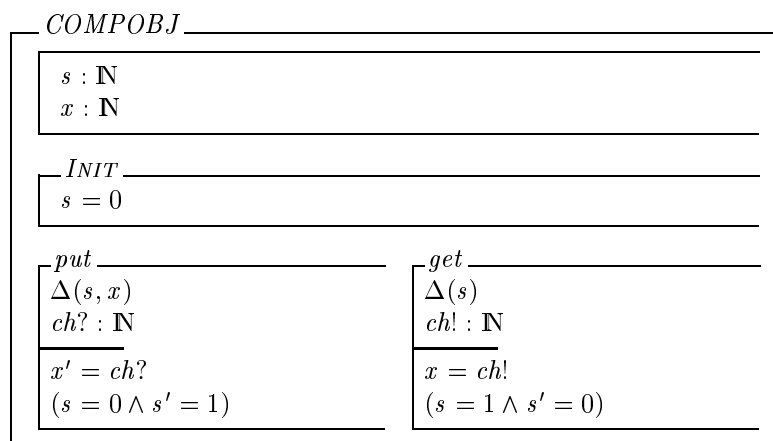 COMPOBJ
s : ℕ
x : ℕ
INIT
s = 0
put
Δ(s, x)
ch? : ℕ
x′ = ch?
(s = 0 ∧ s′ = 1)
get
Δ(s)
ch! : ℕ
x = ch!
(s = 1 ∧ s′ = 0)